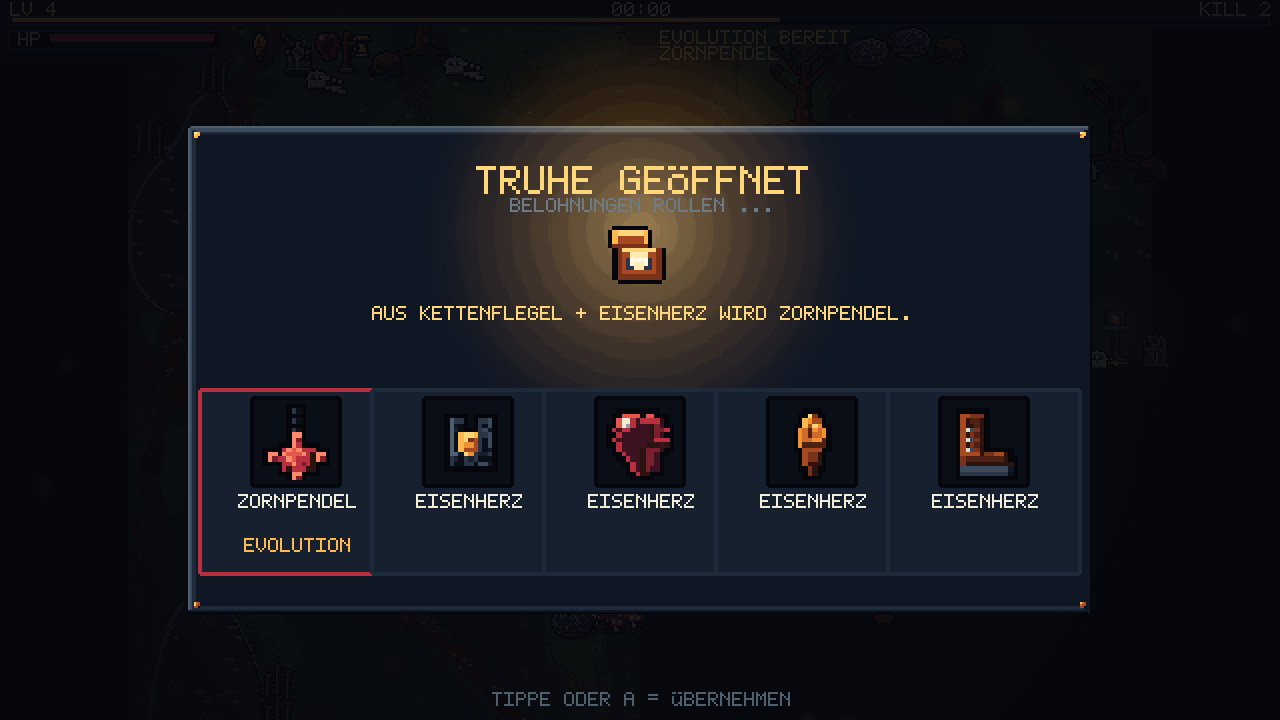 LV 4
00:00
KILL 2
HP
EVOLUTION BEREIT
ZORNPENDEL
TRUHE GEöFFNET
BELOHNUNGEN ROLLEN ...
AUS KETTENFLEGEL + EISENHERZ WIRD ZORNPENDEL.
ZORNPENDEL
EVOLUTION
EISENHERZ
EISENHERZ
EISENHERZ
EISENHERZ
TIPPE ODER A = üBERNEHMEN